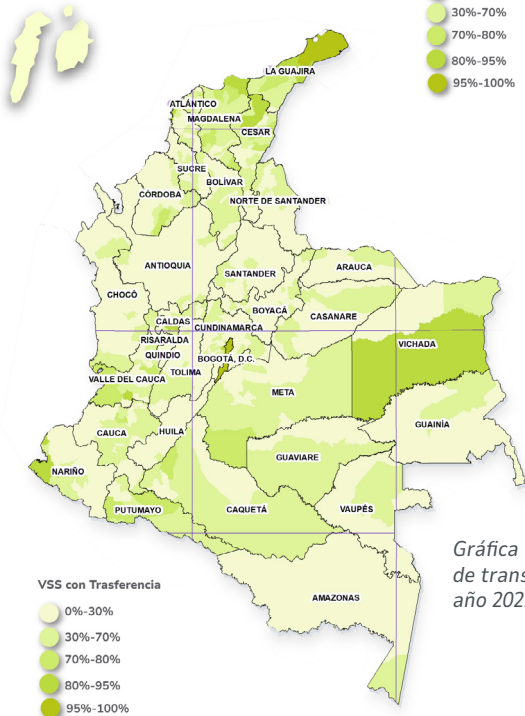 30%-70%
70%-80%
80%-95%
95%-100%
LA GUAJIRA
ATLÁNTICO
MAGDALENA
CESAR
SUCRE
BOLÍVAR
CÓRDOBA
NORTE DE SANTANDER
ANTIOQUIA
SANTANDER
ARAUCA
CHOCÓ
BOYACÁ
CASANARE
CALDAS
CUNDINAMARCA
RISARALDA
VICHADA
QUINDIO
BOGOTÁ, D.C.
TOLIMA
VALLE DEL CAUCA
META
GUAINÍA
CAUCA
HUILA
GUAVIARE
NARIÑO
PUTUMAYO
CAQUETÁ
VAUPÉS
Gráfica
de trans
año 202
AMAZONAS
VSS con Trasferencia
0%-30%
30%-70%
70%-80%
80%-95%
95%-100%